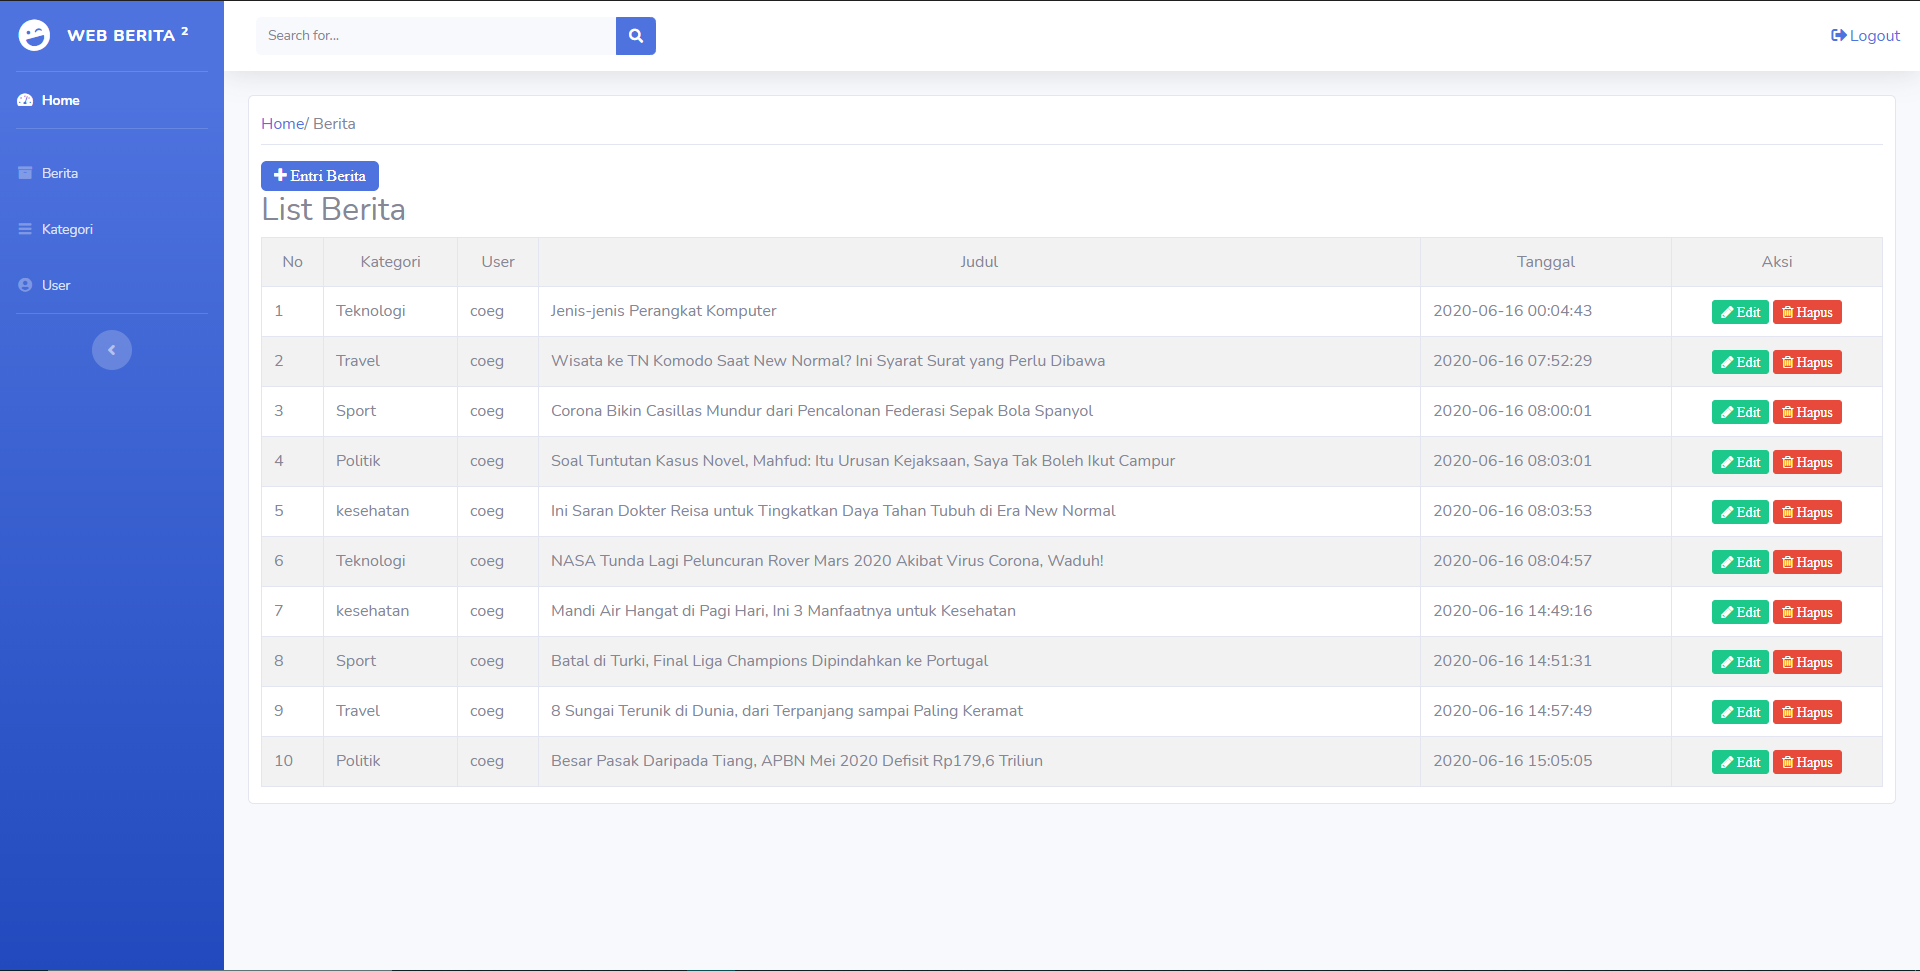 WEB BERITA 2
Search for...
Logout
Home
Berita
Kategori
User
Home/ Berita
Entri Berita
List Berita
No Kategori User Judul Tanggal Aksi
1 Teknologi coeg Jenis-jenis Perangkat Komputer 2020-06-16 00:04:43 Edit Hapus
2 Travel coeg Wisata ke TN Komodo Saat New Normal? Ini Syarat Surat yang Perlu Dibawa 2020-06-16 07:52:29 Edit Hapus
3 Sport coeg Corona Bikin Casillas Mundur dari Pencalonan Federasi Sepak Bola Spanyol 2020-06-16 08:00:01 Edit Hapus
4 Politik coeg Soal Tuntutan Kasus Novel, Mahfud: Itu Urusan Kejaksaan, Saya Tak Boleh Ikut Campur 2020-06-16 08:03:01 Edit Hapus
5 kesehatan coeg Ini Saran Dokter Reisa untuk Tingkatkan Daya Tahan Tubuh di Era New Normal 2020-06-16 08:03:53 Edit Hapus
6 Teknologi coeg NASA Tunda Lagi Peluncuran Rover Mars 2020 Akibat Virus Corona, Waduh! 2020-06-16 08:04:57 Edit Hapus
7 kesehatan coeg Mandi Air Hangat di Pagi Hari, Ini 3 Manfaatnya untuk Kesehatan 2020-06-16 14:49:16 Edit Hapus
8 Sport coeg Batal di Turki, Final Liga Champions Dipindahkan ke Portugal 2020-06-16 14:51:31 Edit Hapus
9 Travel coeg 8 Sungai Terunik di Dunia, dari Terpanjang sampai Paling Keramat 2020-06-16 14:57:49 Edit Hapus
10 Politik coeg Besar Pasak Daripada Tiang, APBN Mei 2020 Defisit Rp179,6 Triliun 2020-06-16 15:05:05 Edit Hapus